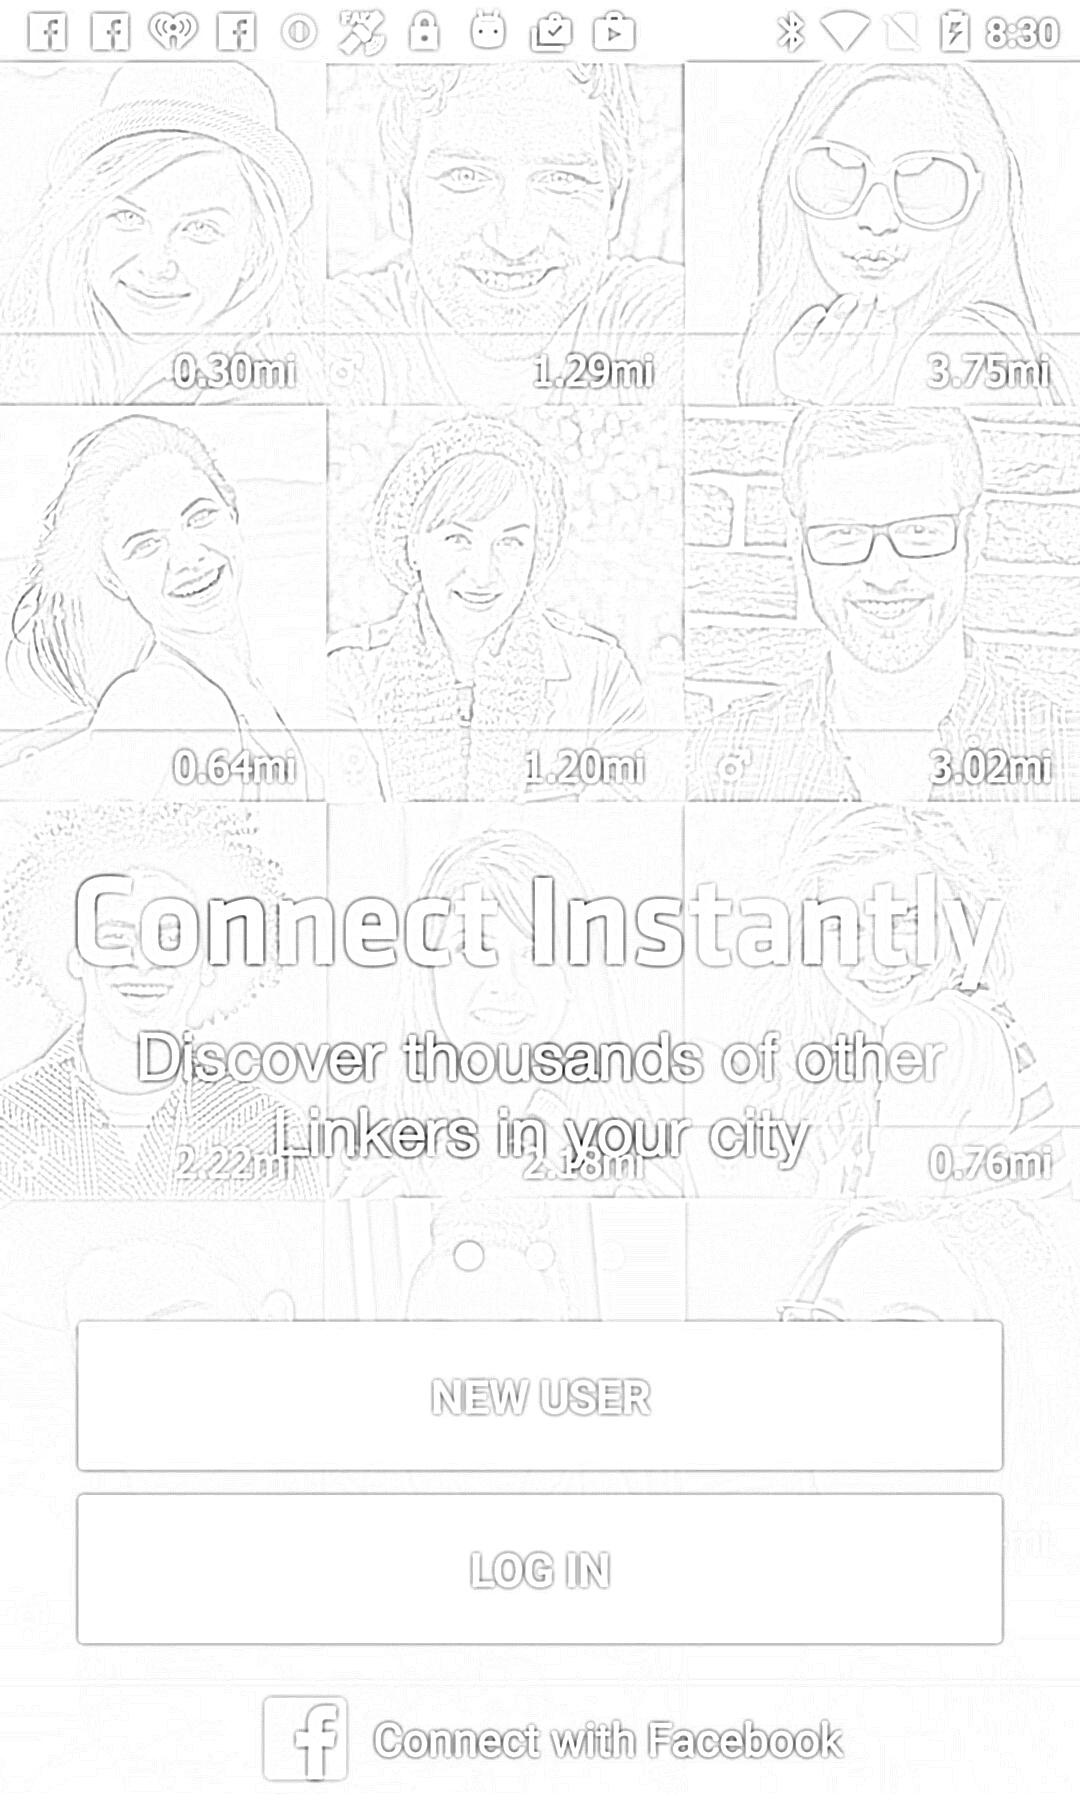 FAV 8:30
0.30mi 1.29mi 3.75mi
0.64mi 1.20mi 3.02mi
Connect Instantly
Discover thousands of other
Linkers in your city
2.22mi 2.18mi 0.76mi
NEW USER
LOG IN
Connect with Facebook